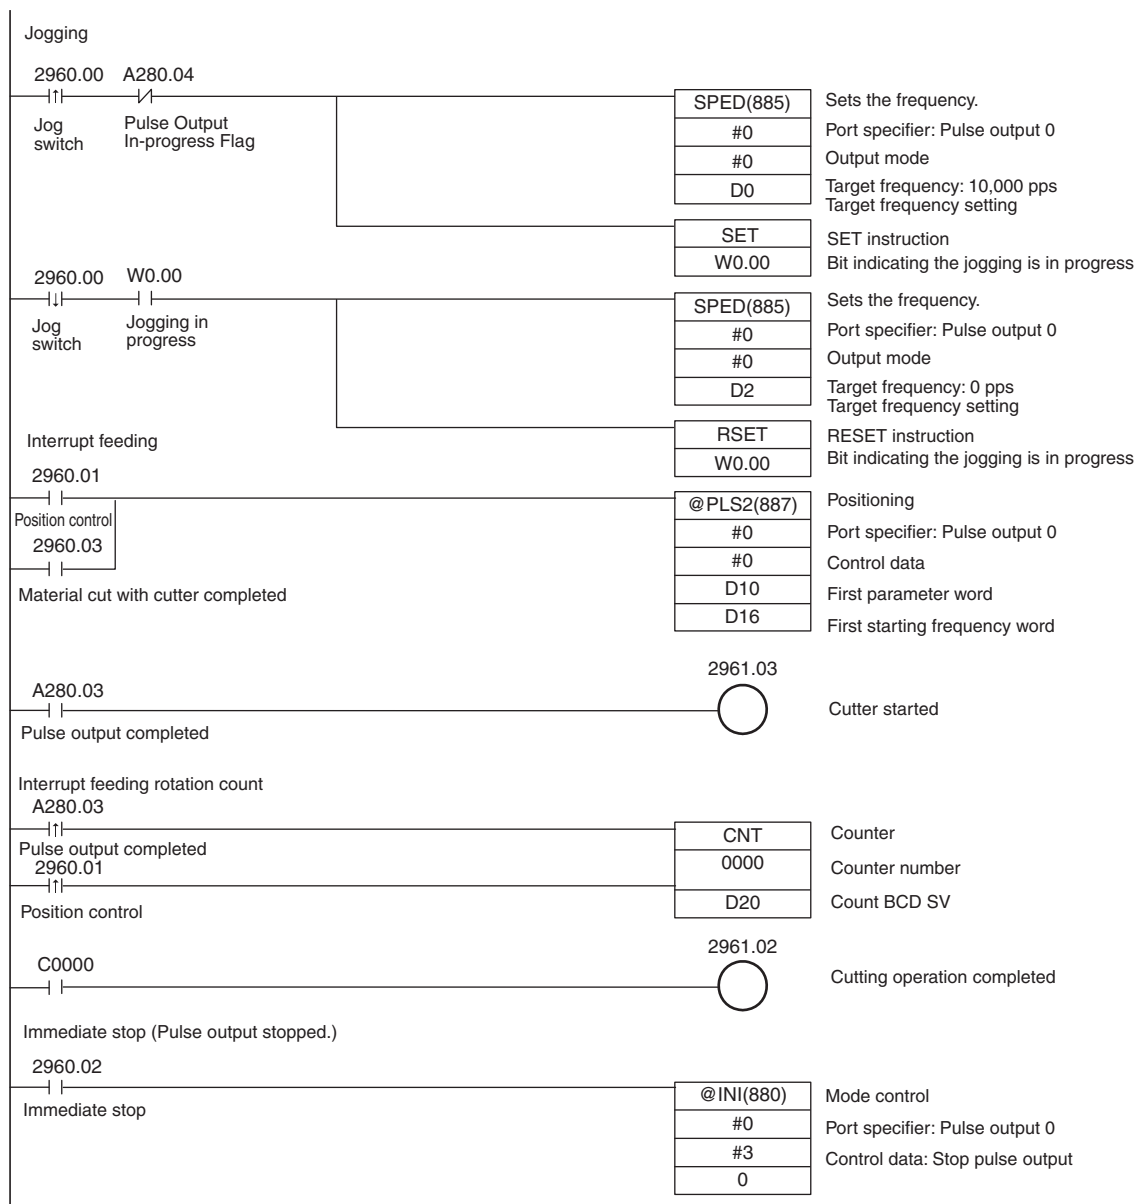 Jogging
2960.00 A280.04
Jog switch
Pulse Output In-progress Flag
SPED(885) Sets the frequency.
#0 Port specifier: Pulse output 0
#0 Output mode
D0 Target frequency: 10,000 pps
Target frequency setting
SET SET instruction
W0.00 Bit indicating the jogging is in progress
2960.00 W0.00
Jog switch
Jogging in progress
SPED(885) Sets the frequency.
#0 Port specifier: Pulse output 0
#0 Output mode
D2 Target frequency: 0 pps
Target frequency setting
RSET RESET instruction
W0.00 Bit indicating the jogging is in progress
Interrupt feeding
2960.01
Position control
2960.03
Material cut with cutter completed
@PLS2(887) Positioning
#0 Port specifier: Pulse output 0
#0 Control data
D10 First parameter word
D16 First starting frequency word
2961.03
A280.03
Cutter started
Pulse output completed
Interrupt feeding rotation count
A280.03
Pulse output completed
2960.01
Position control
CNT Counter
0000 Counter number
D20 Count BCD SV
2961.02
C0000
Cutting operation completed
Immediate stop (Pulse output stopped.)
2960.02
Immediate stop
@INI(880) Mode control
#0 Port specifier: Pulse output 0
#3 Control data: Stop pulse output
0